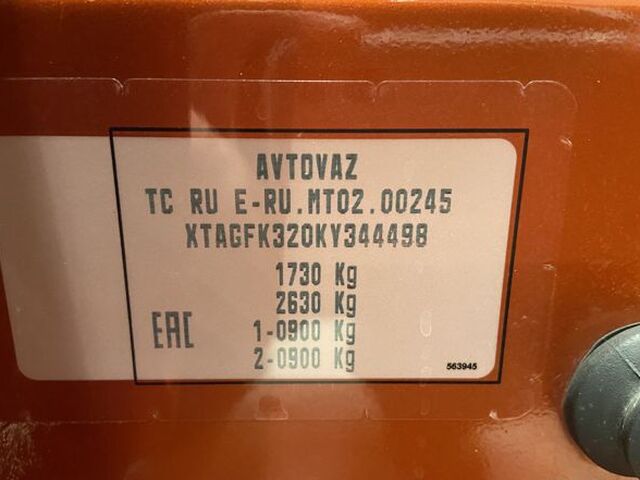 AVTOVAZ
TC RU E-RU.MT02.00245
XTAGFK320KY344498
1730 Kg
2630 Kg
EAC 1-0900 Kg
2-0900 Kg
563945